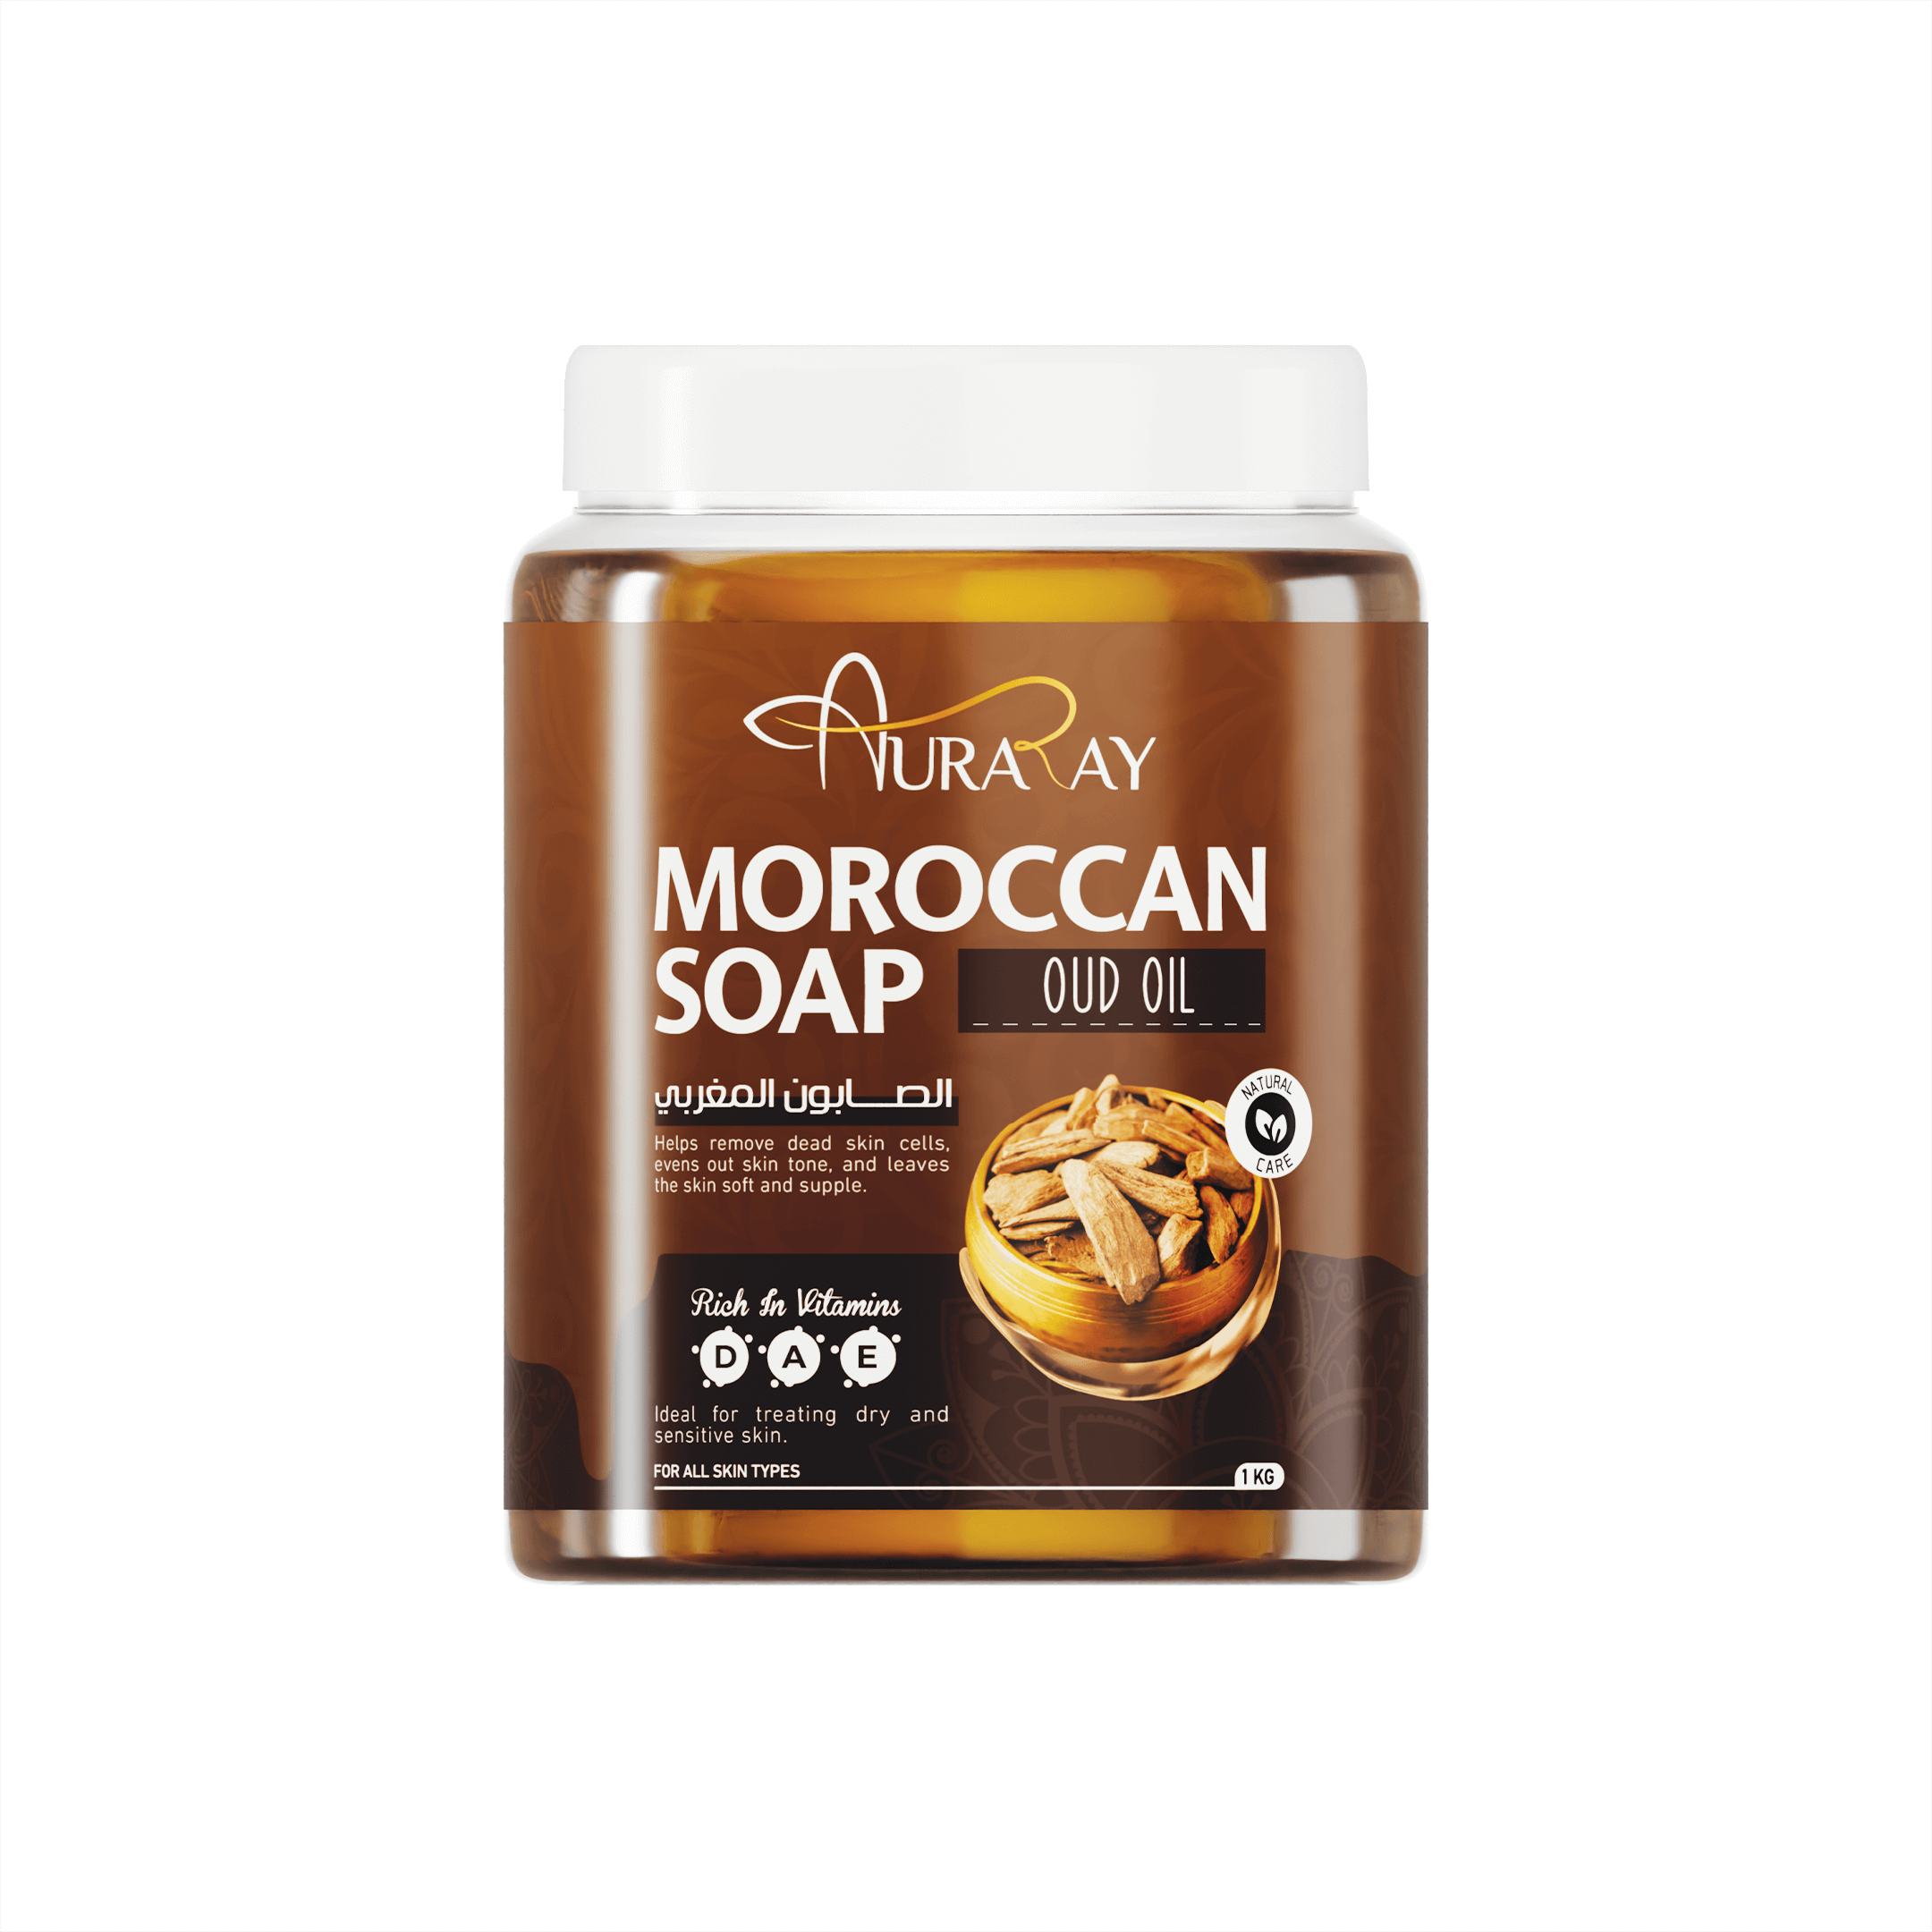 AURARAY
MOROCCAN
SOAP
OUD OIL
الصـــابون المغربي
Helps remove dead skin cells,
evens out skin tone, and leaves
the skin soft and supple.
NATURAL
CARE
Rich In Vitamins
D A E
Ideal for treating dry and
sensitive skin.
FOR ALL SKIN TYPES
1 KG